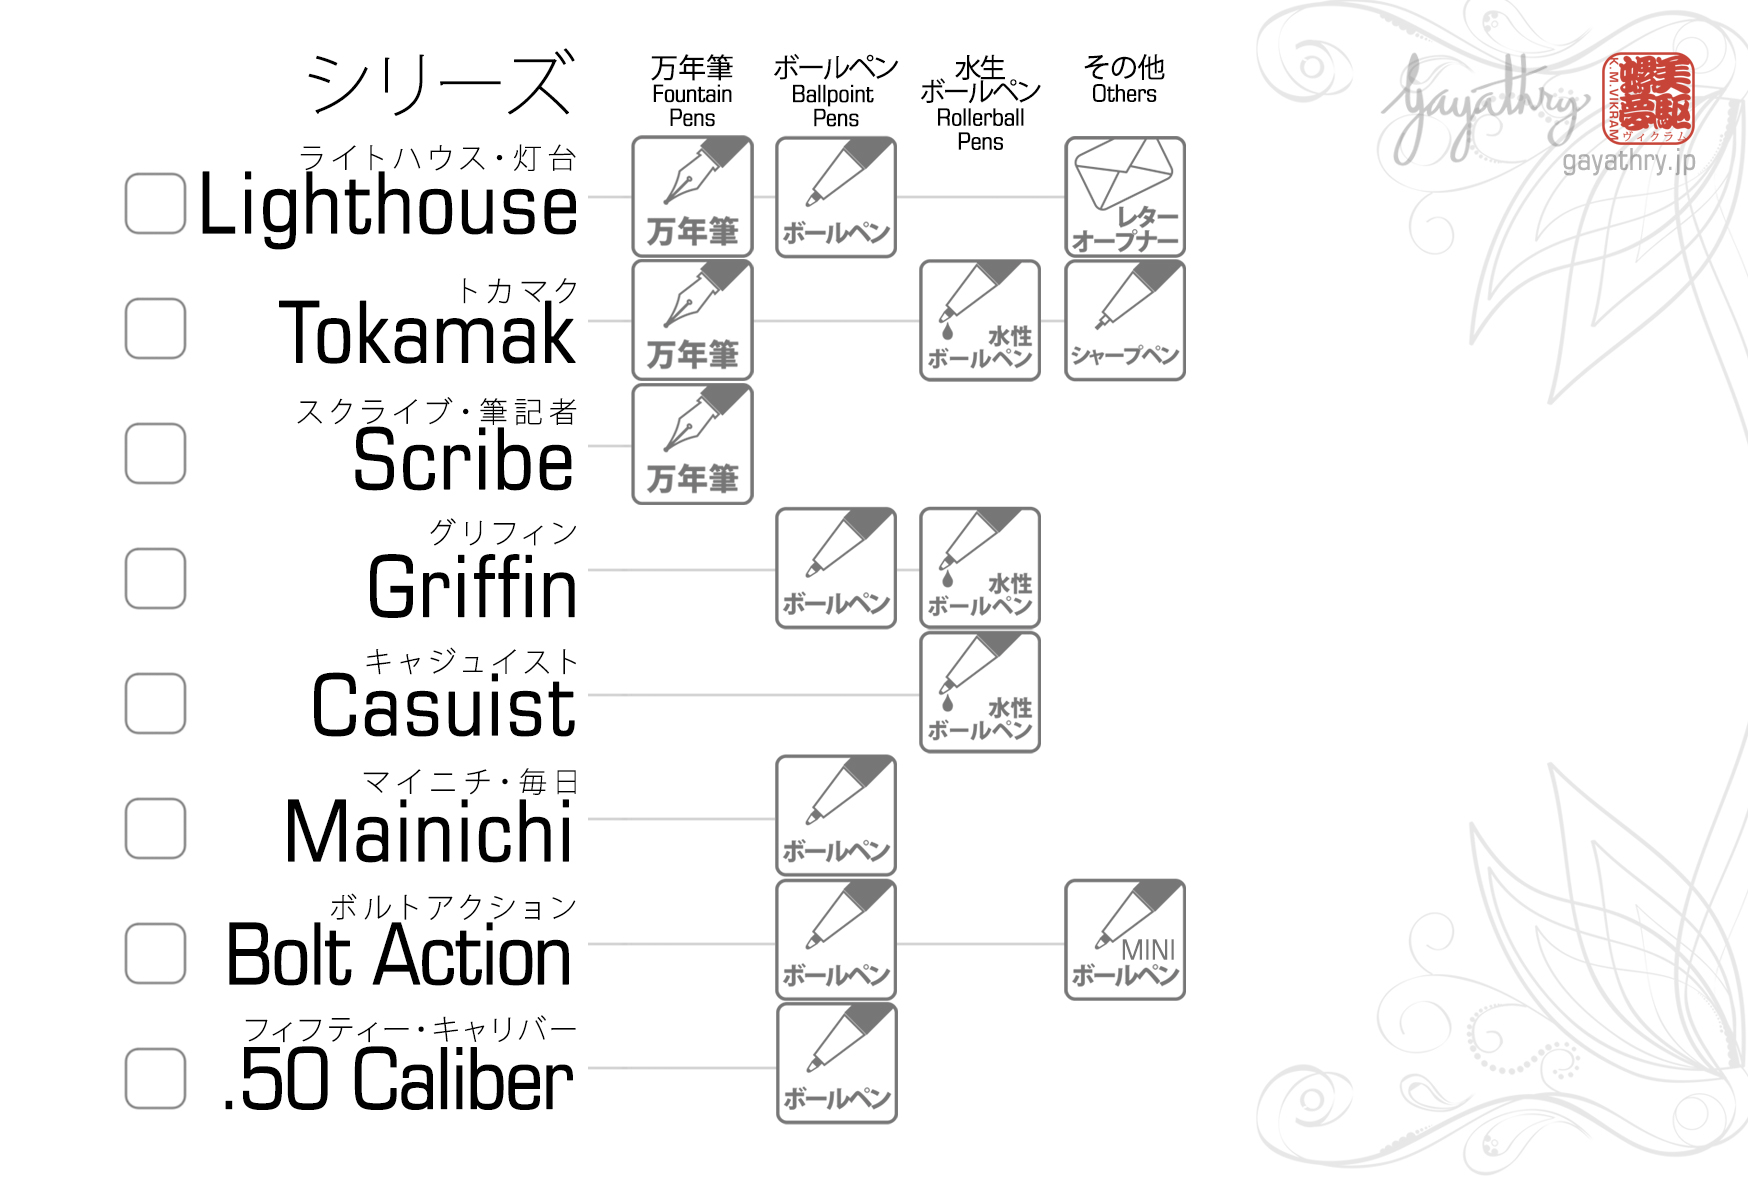 シリーズ
万年筆
Fountain
Pens
ボールペン
Ballpoint
Pens
水生
ボールペン
Rollerball
Pens
その他
Others
gayathry
K.M.VIKRAM
美駆
蝶夢
ヴィクラム
gayathry.jp
ライトハウス・灯台
Lighthouse
万年筆
ボールペン
レター
オープナー
トカマク
Tokamak
万年筆
水性
ボールペン
シャープペン
スクライブ・筆記者
Scribe
万年筆
グリフィン
Griffin
ボールペン
水性
ボールペン
キャジュイスト
Casuist
水性
ボールペン
マイニチ・毎日
Mainichi
ボールペン
ボルトアクション
Bolt Action
ボールペン
MINI
ボールペン
フィフティー・キャリバー
.50 Caliber
ボールペン